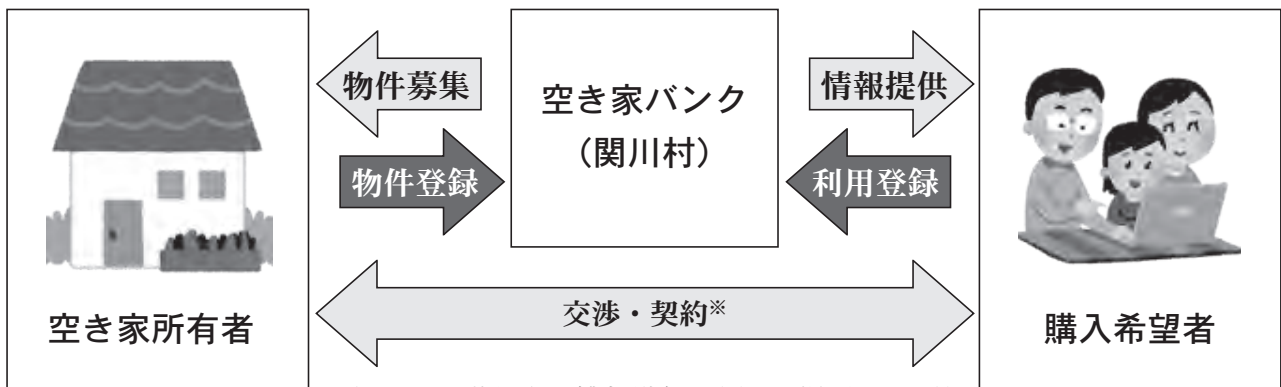 物件募集
情報提供
空き家バンク
（関川村）
物件登録
利用登録
交渉・契約※
空き家所有者
購入希望者